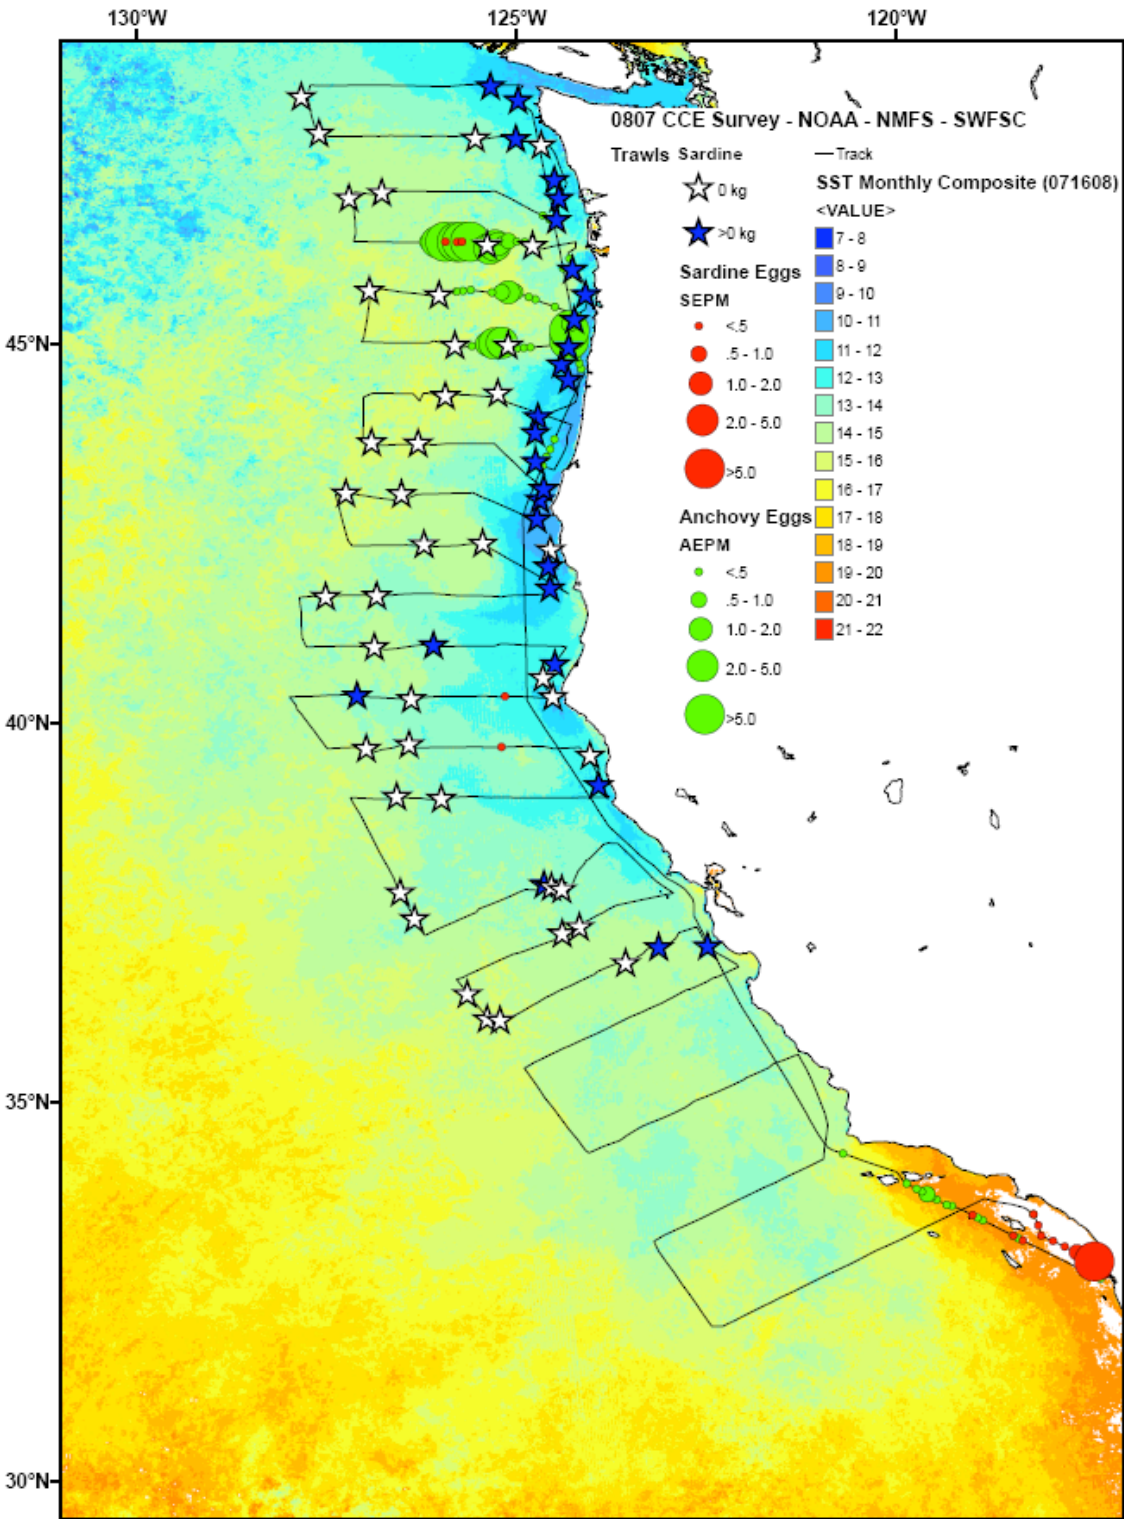 130°W 125°W 120°W
0807 CCE Survey - NOAA - NMFS - SWFSC
Trawls Sardine
0 kg
>0 kg
Sardine Eggs
SEPM
<.5
.5 - 1.0
1.0 - 2.0
2.0 - 5.0
>5.0
Anchovy Eggs
AEPM
<.5
.5 - 1.0
1.0 - 2.0
2.0 - 5.0
>5.0
Track
SST Monthly Composite (071608)
<VALUE>
7 - 8
8 - 9
9 - 10
10 - 11
11 - 12
12 - 13
13 - 14
14 - 15
15 - 16
16 - 17
17 - 18
18 - 19
19 - 20
20 - 21
21 - 22
45°N
40°N
35°N
30°N